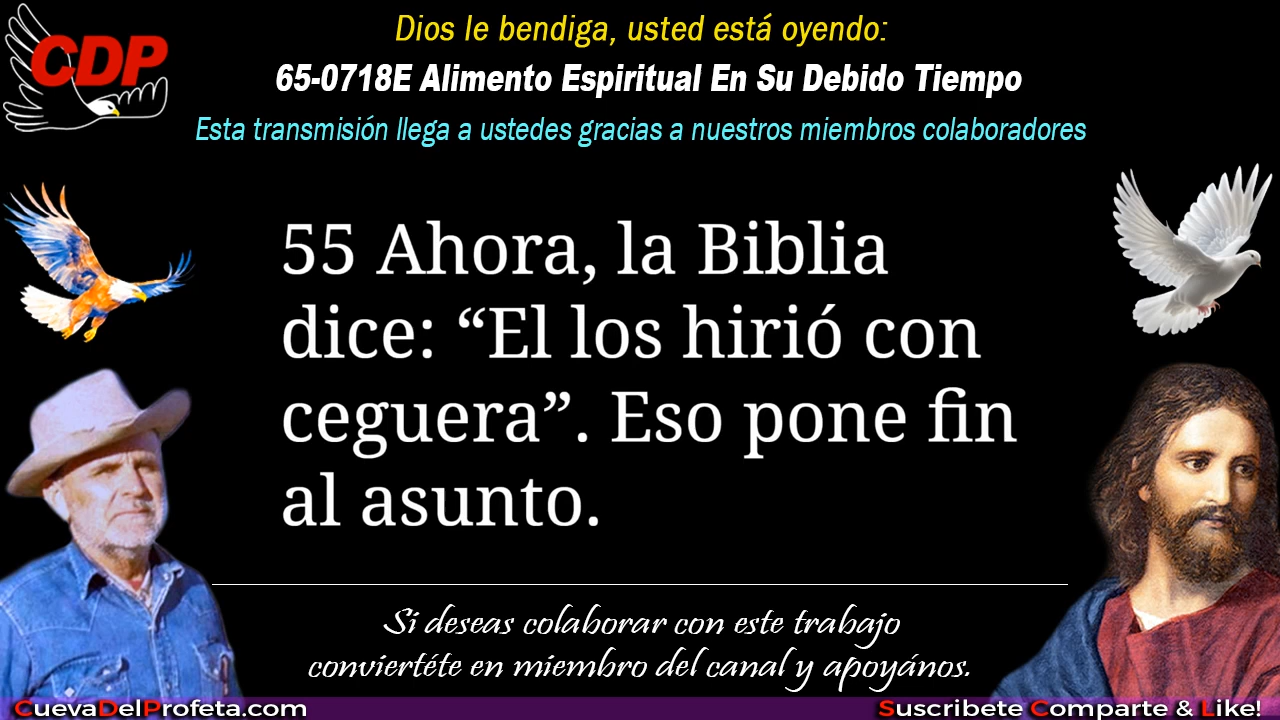 CDP
Dios le bendiga, usted está oyendo:
65-0718E Alimento Espiritual En Su Debido Tiempo
Esta transmisión llega a ustedes gracias a nuestros miembros colaboradores
55 Ahora, la Biblia
dice: “El los hirió con
ceguera”. Eso pone fin
al asunto.
Si deseas colaborar con este trabajo
conviertéte en miembro del canal y apoyános.
CuevaDelProfeta.com
Suscribete Comparte & Like!